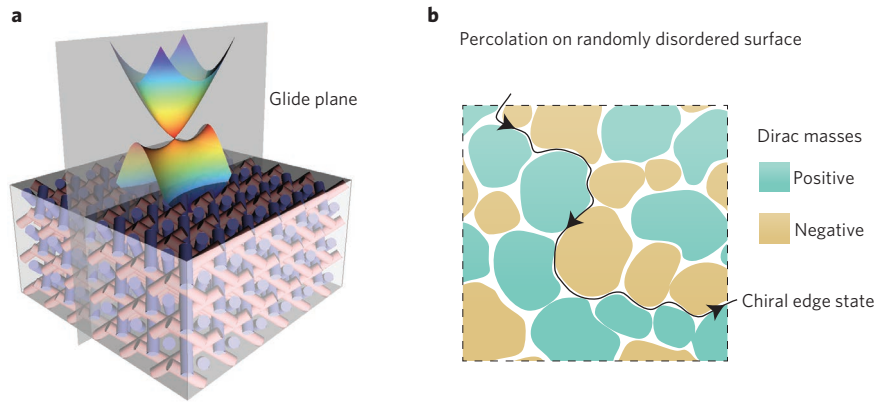 a
Glide plane
b
Percolation on randomly disordered surface
Dirac masses
Positive
Negative
Chiral edge state